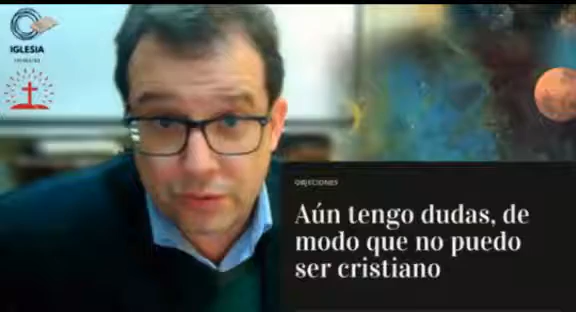 IGLESIA
OBJECIONES
Aún tengo dudas, de
modo que no puedo
ser cristiano